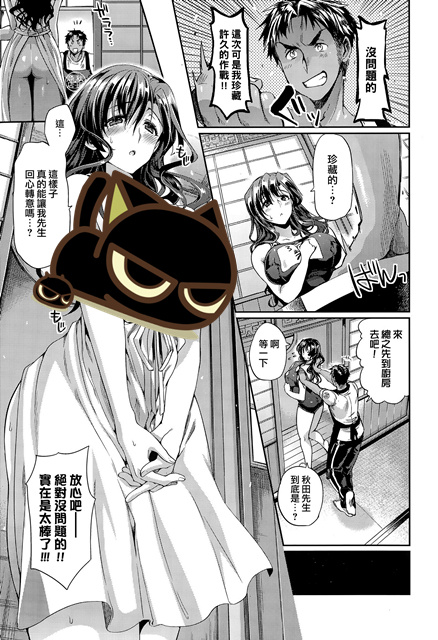 沒問題的
這次可是我珍藏
許久的作戰!!
珍藏的…?
ばんっ
來
總之先到廚房
去吧!
啊
等一下
秋田先生
到底是…?
這…
這樣子
真的能讓我先生
回心轉意嗎…?
放心吧——
絕對沒問題的!!
實在是太棒了!!!